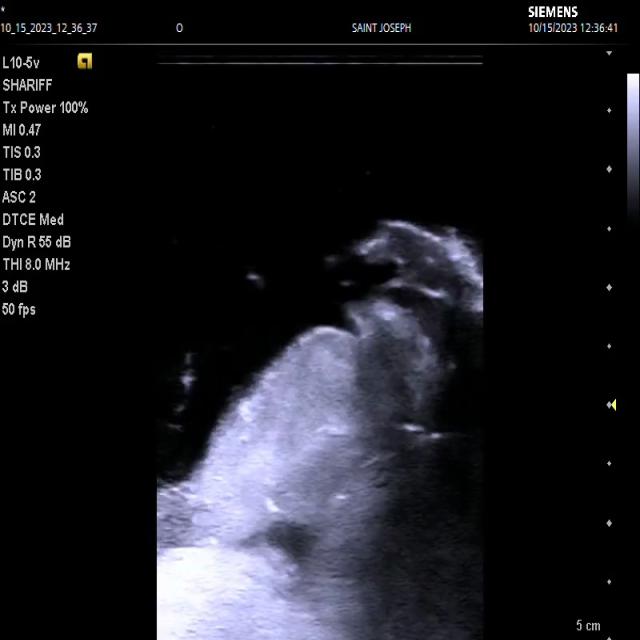 SIEMENS
10_15_2023_12_36_37 O SAINT JOSEPH 10/15/2023 12:36:41
L10-5v
SHARIFF
Tx Power 100%
MI 0.47
TIS 0.3
TIB 0.3
ASC 2
DTCE Med
Dyn R 55 dB
THI 8.0 MHz
3 dB
50 fps
5 cm